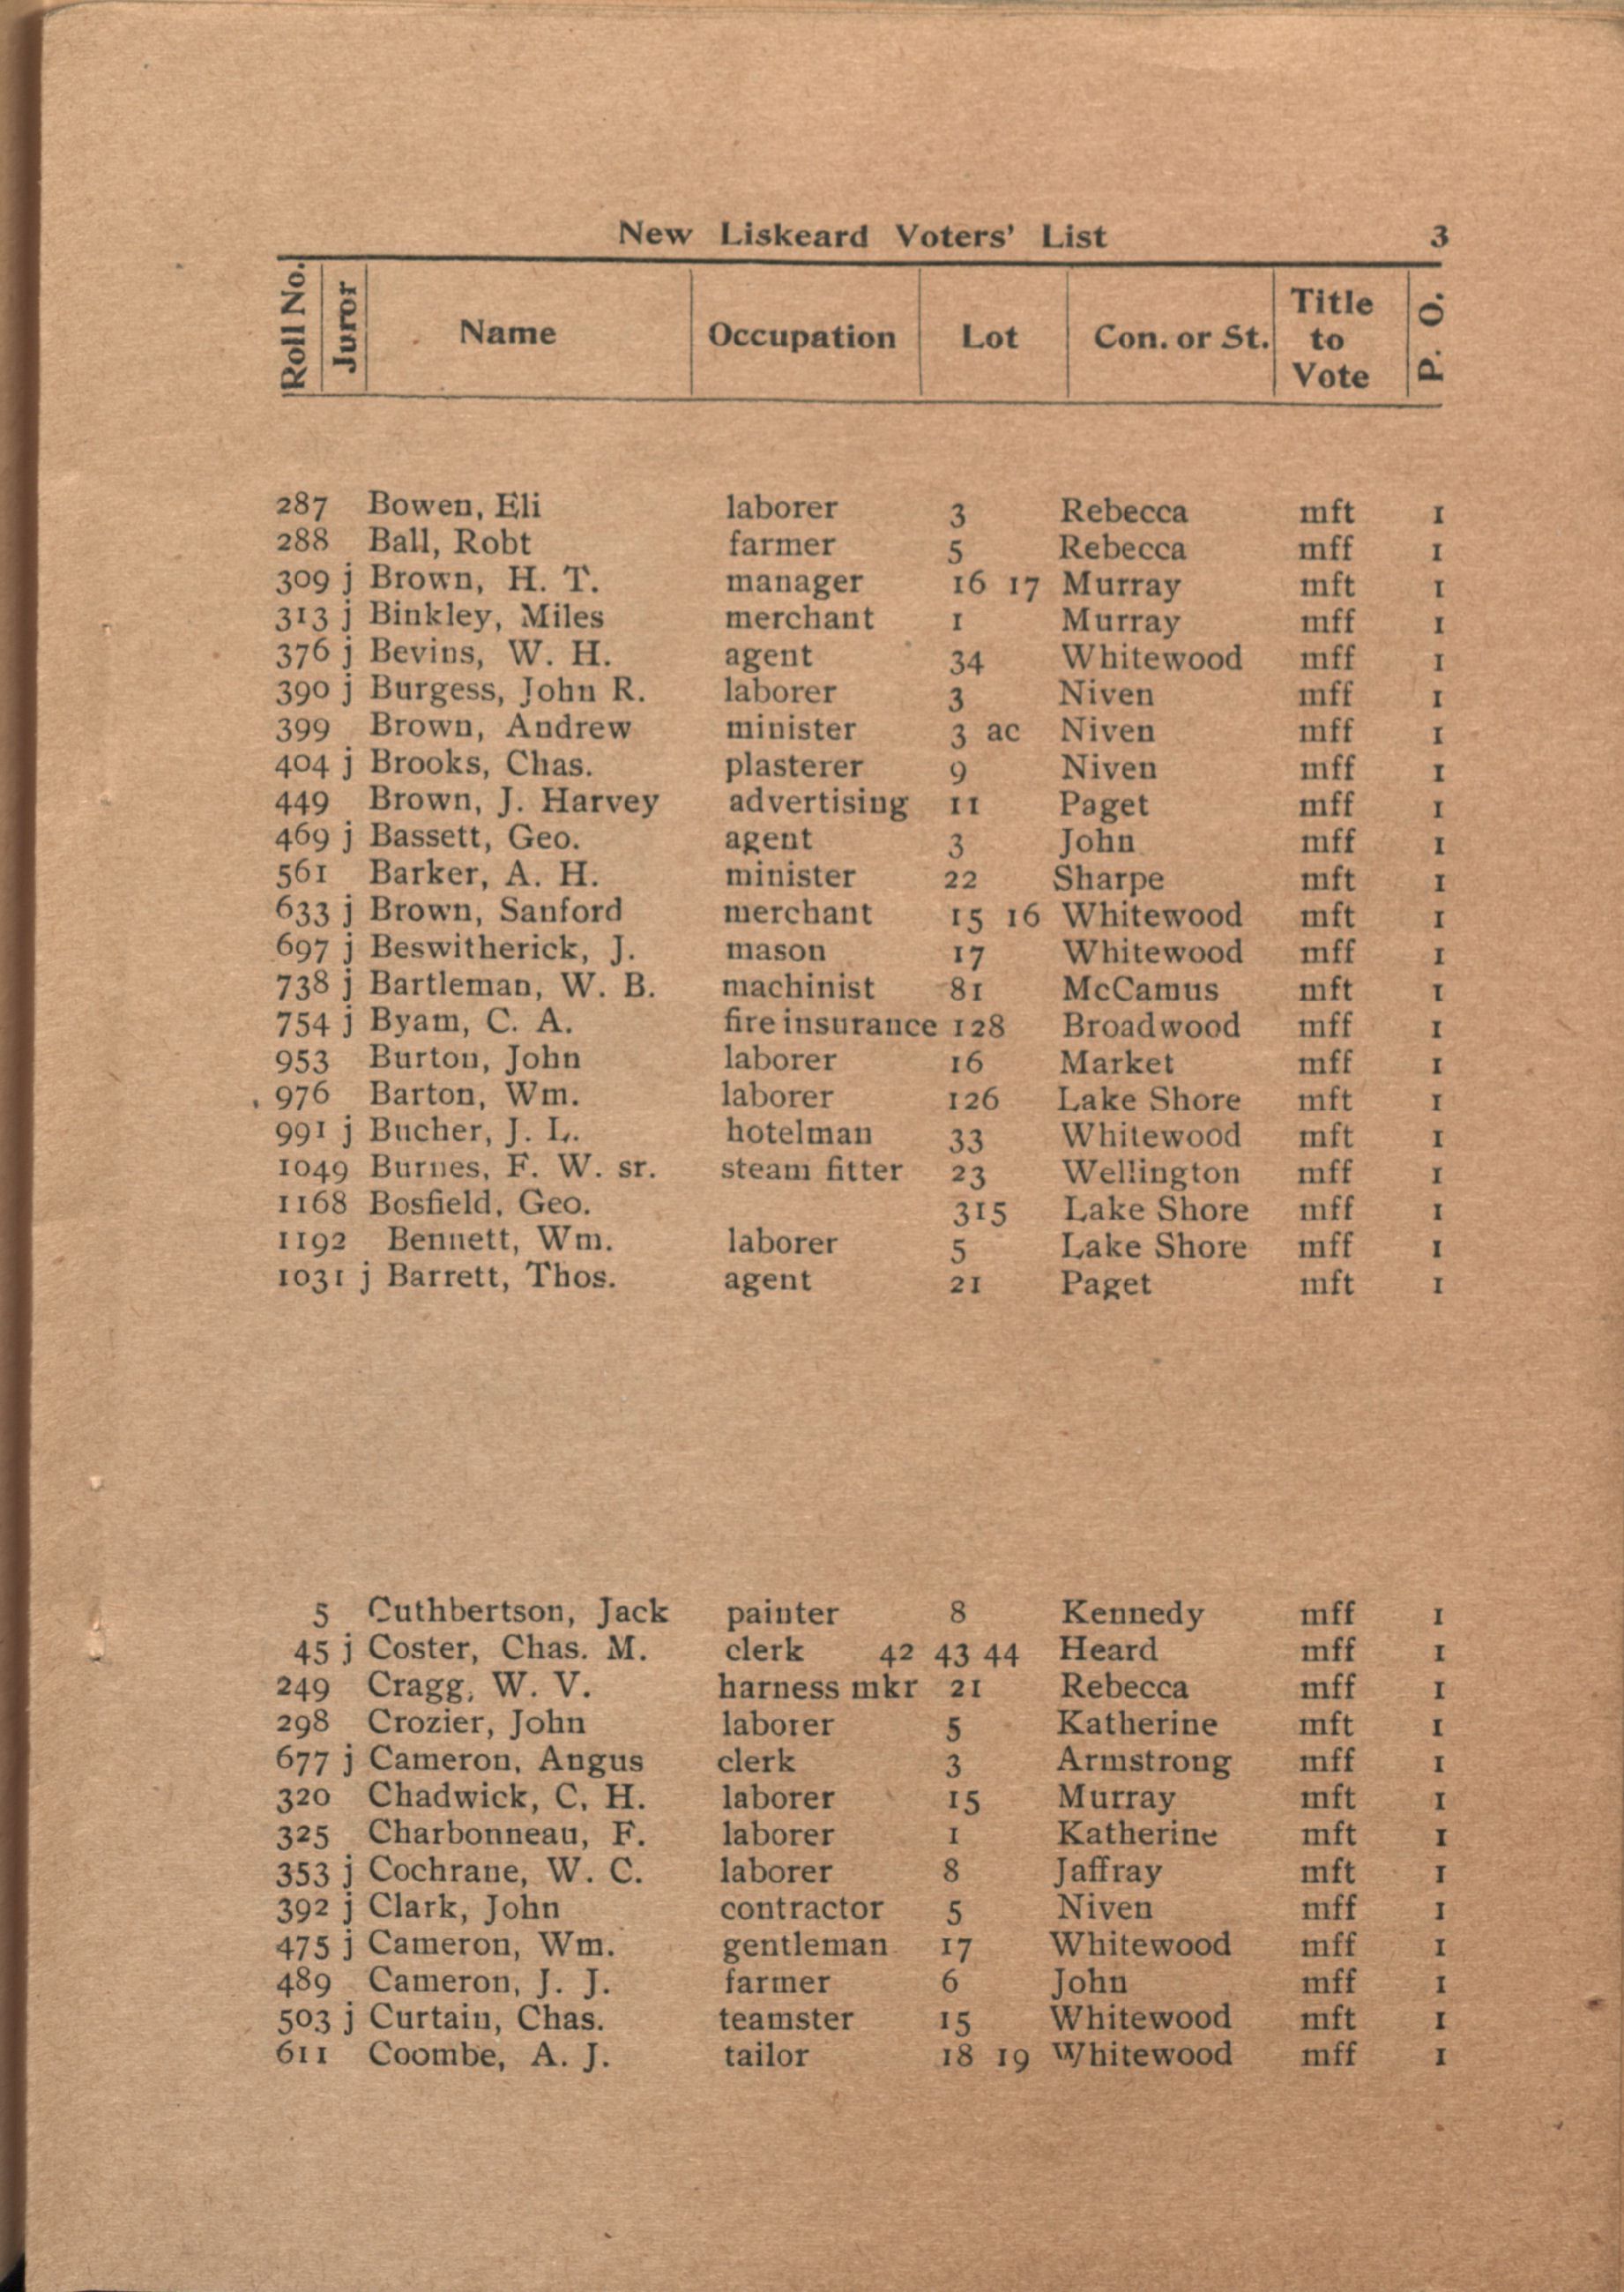 New Liskeard Voters' List 3
Roll No. Juror Name Occupation Lot Con. or St. Title to Vote P. O.
287 Bowen, Eli laborer 3 Rebecca mft 1
288 Ball, Robt farmer 5 Rebecca mff 1
309 j Brown, H. T. manager 16 17 Murray mft 1
313 j Binkley, Miles merchant 1 Murray mff 1
376 j Bevins, W. H. agent 34 Whitewood mff 1
390 j Burgess, John R. laborer 3 Niven mff 1
399 Brown, Andrew minister 3 ac Niven mff 1
404 j Brooks, Chas. plasterer 9 Niven mff 1
449 Brown, J. Harvey advertising 11 Paget mff 1
469 j Bassett, Geo. agent 3 John mff 1
561 Barker, A. H. minister 22 Sharpe mft 1
633 j Brown, Sanford merchant 15 16 Whitewood mft 1
697 j Beswitherick, J. mason 17 Whitewood mff 1
738 j Bartleman, W. B. machinist 81 McCamus mft 1
754 j Byam, C. A. fire insurance 128 Broadwood mff 1
953 Burton, John laborer 16 Market mff 1
976 Barton, Wm. laborer 126 Lake Shore mft 1
991 j Bucher, J. L. hotelman 33 Whitewood mft 1
1049 Burnes, F. W. sr. steam fitter 23 Wellington mff 1
1168 Bosfield, Geo. 315 Lake Shore mff 1
1192 Bennett, Wm. laborer 5 Lake Shore mff 1
1031 j Barrett, Thos. agent 21 Paget mft 1
5 Cuthbertson, Jack painter 8 Kennedy mff 1
45 j Coster, Chas. M. clerk 42 43 44 Heard mff 1
249 Cragg, W. V. harness mkr 21 Rebecca mff 1
298 Crozier, John laborer 5 Katherine mft 1
677 j Cameron, Angus clerk 3 Armstrong mff 1
320 Chadwick, C. H. laborer 15 Murray mft 1
325 Charbonneau, F. laborer 1 Katherine mft 1
353 j Cochrane, W. C. laborer 8 Jaffray mft 1
392 j Clark, John contractor 5 Niven mff 1
475 j Cameron, Wm. gentleman 17 Whitewood mff 1
489 Cameron, J. J. farmer 6 John mff 1
503 j Curtain, Chas. teamster 15 Whitewood mft 1
611 Coombe, A. J. tailor 18 19 Whitewood mff 1